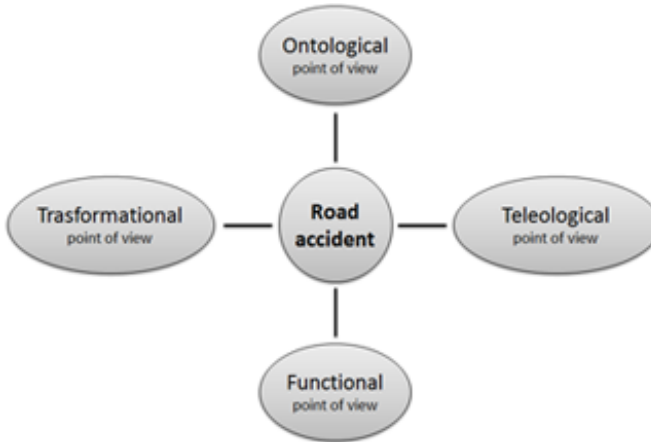 Ontological
point of view
Trasformational
point of view
Road
accident
Teleological
point of view
Functional
point of view